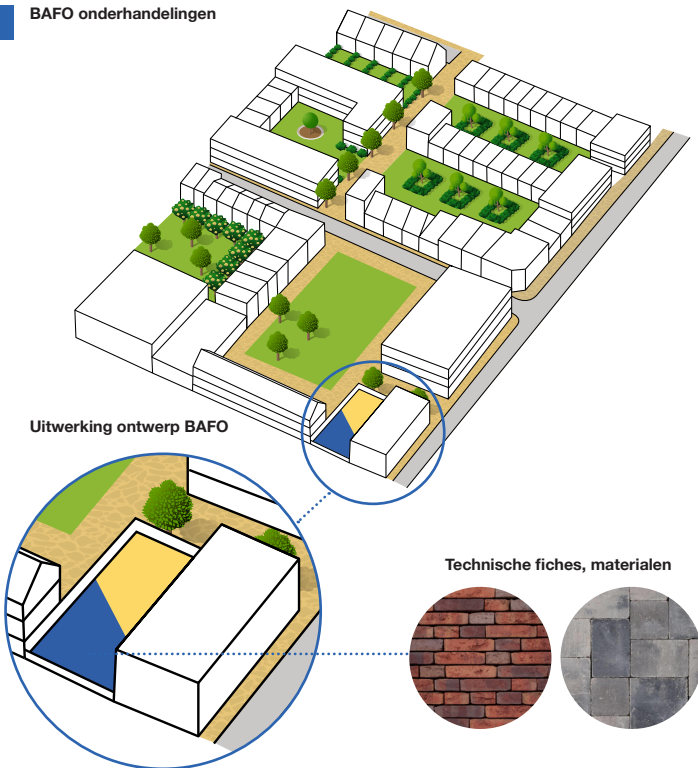 BAFO onderhandelingen
Uitwerking ontwerp BAFO
Technische fiches, materialen